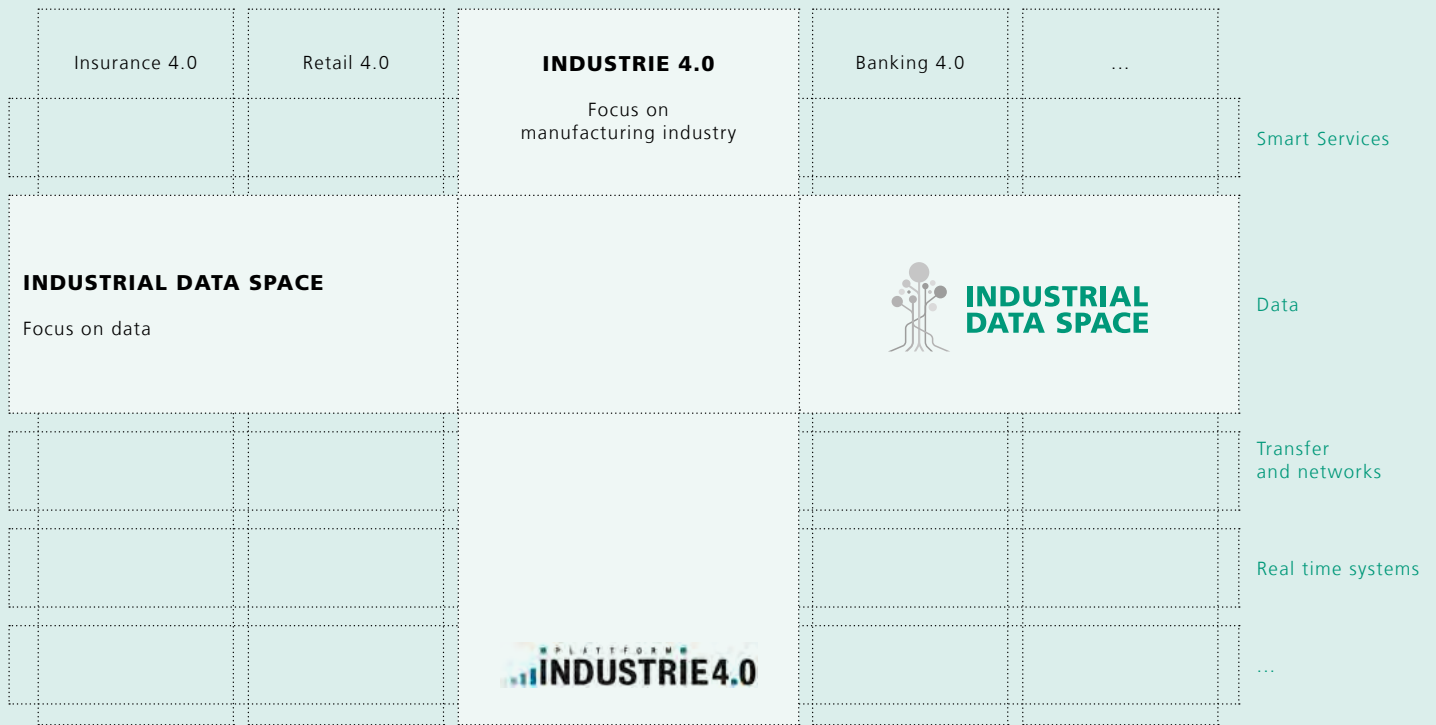 Insurance 4.0
Retail 4.0
INDUSTRIE 4.0
Banking 4.0
...
Focus on
manufacturing industry
Smart Services
INDUSTRIAL DATA SPACE
Focus on data
INDUSTRIAL
DATA SPACE
Data
Transfer
and networks
Real time systems
PLATTFORM
INDUSTRIE4.0
...